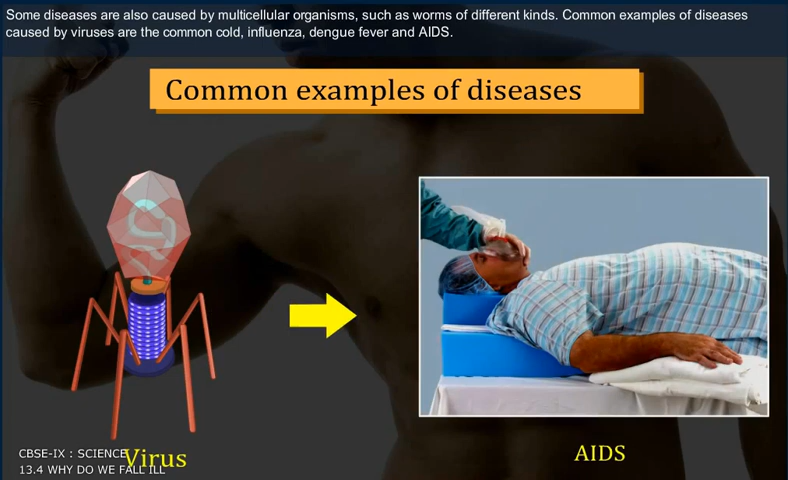 Some diseases are also caused by multicellular organisms, such as worms of different kinds. Common examples of diseases
caused by viruses are the common cold, influenza, dengue fever and AIDS.
Common examples of diseases
Virus
AIDS
CBSE-IX : SCIENCE
13.4 WHY DO WE FALL ILL